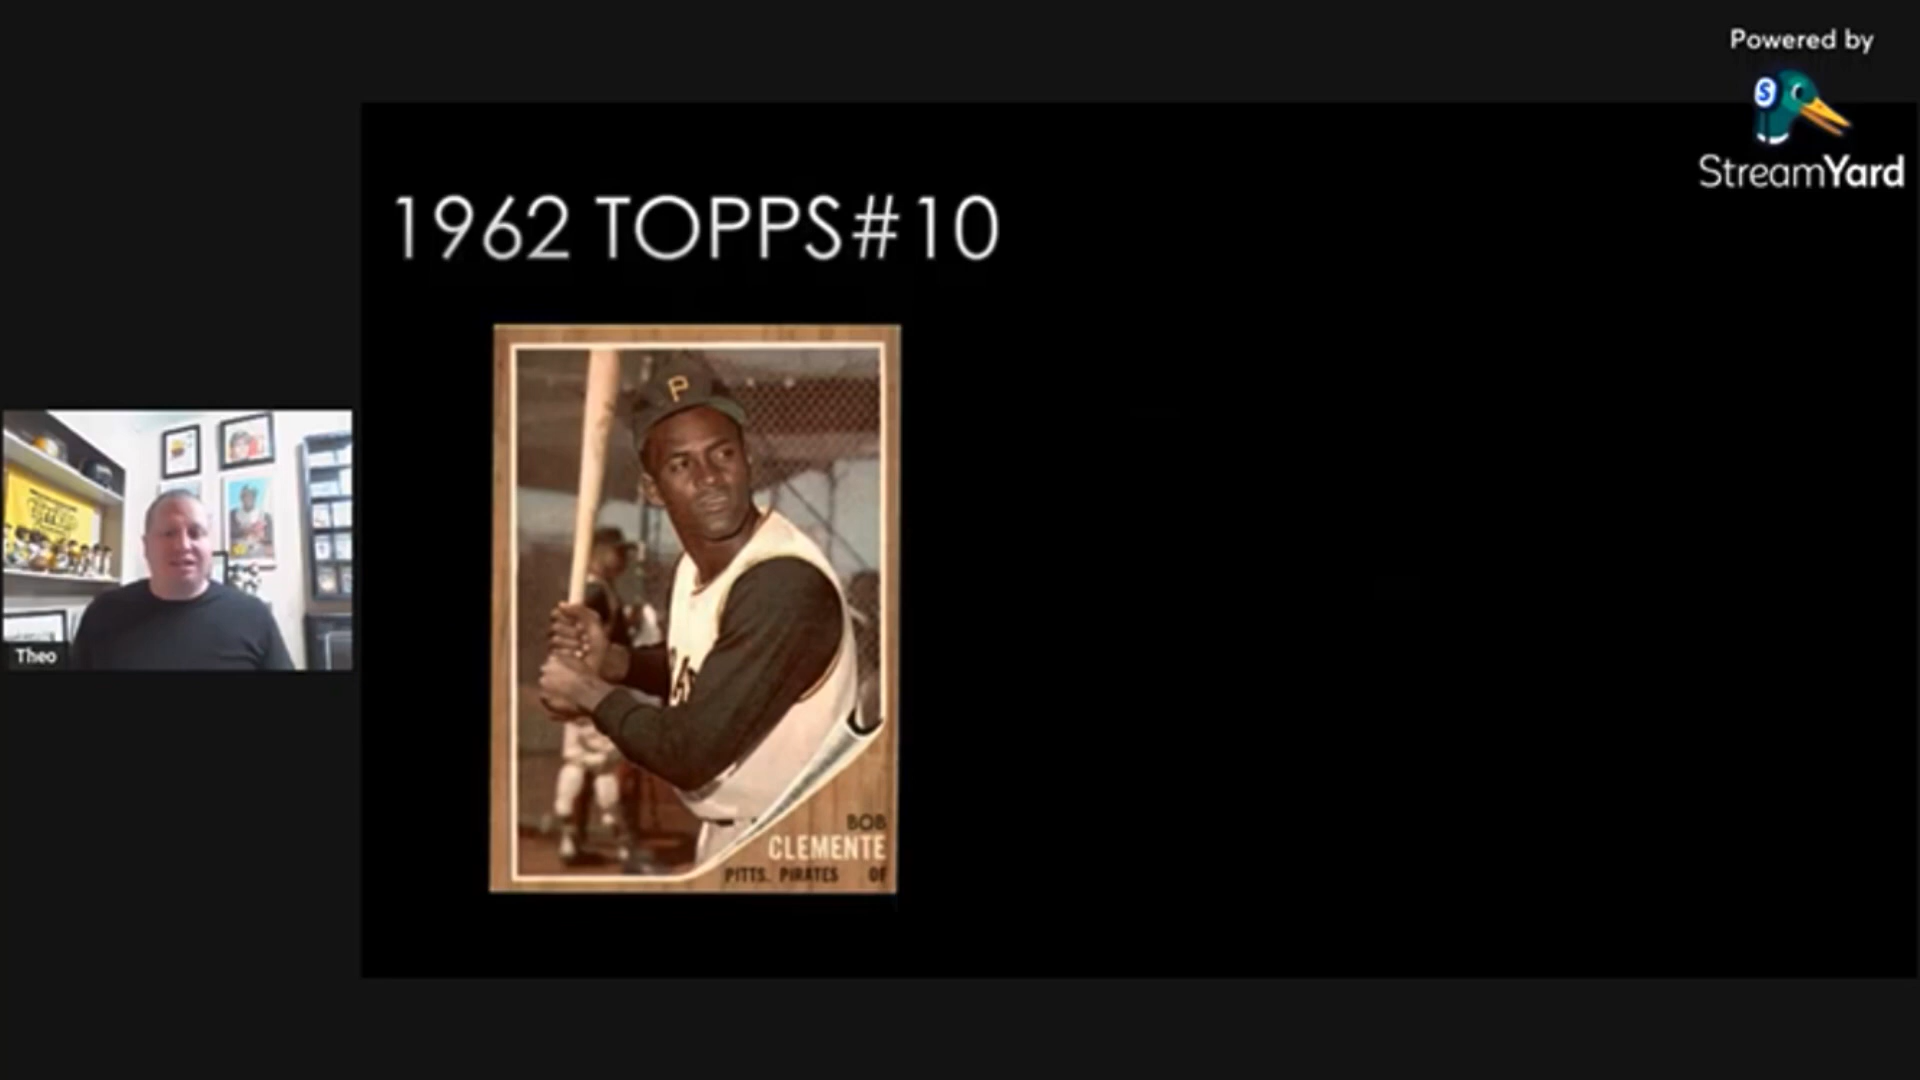 Powered by
S
StreamYard
1962 TOPPS#10
P
BOB
CLEMENTE
PITTS. PIRATES OF
Theo